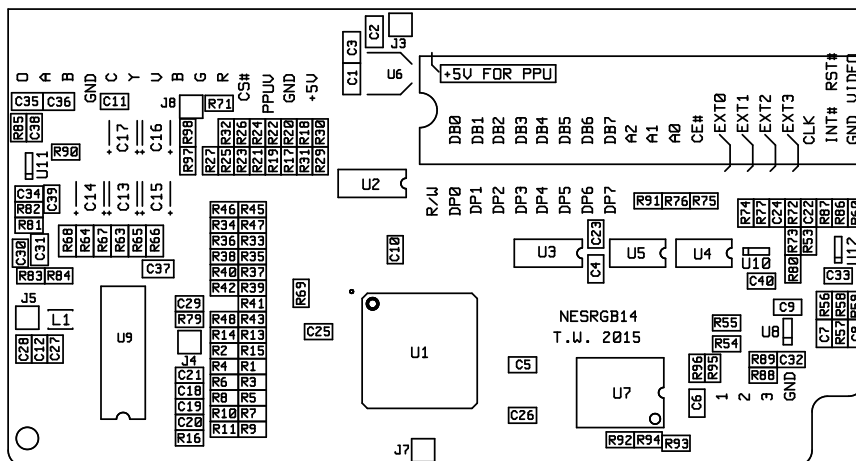 C2
J3
C3
C1
U6
+5V FOR PPU
O A B GND C Y V B G R CS# PPUV GND +5V
C35 C36 C11 J8 R71
R85 C38 C17 C16 R97 R98
R32 R26 R24 R22 R20 R18 R30
R27 R25 R23 R21 R19 R17 R31 R29
DB0 DB1 DB2 DB3 DB4 DB5 DB6 DB7 A2 A1 A0 CE# EXT0 EXT1 EXT2 EXT3 CLK INT# RST# GND VIDEO
U11 R90
C34 C39 C14 C13 C15
R82
R81
U2
R/W DP0 DP1 DP2 DP3 DP4 DP5 DP6 DP7
R91 R76 R75
R74 R77 C24 R72 C22 R87 R86
R73 R53
R80
R46 R45
R34 R47
R36 R33
R38 R35
R40 R37
R42 R39
R41
R48 R43
R14 R13
R2 R15
R4 R1
R6 R3
R8 R5
R10 R7
R11 R9
C30 C31 R68 R64 R67 R63 R65 R66
C10
C23
C4
U3 U5 U4 U10 U12
C40 C33
R83 R84 C37
J5 L1
C28 C12 C27
U9
C29
R79
J4
C21
C18
C19
C20
R16
R69
C25
U1
NESRGB14
T.W. 2015
C5
C26
U7
R55
R54
U8 C9
C7 R56 R58
R57
R89 C32
R88
R96 R95
C6
1 2 3 GND
J7
R92 R94 R93